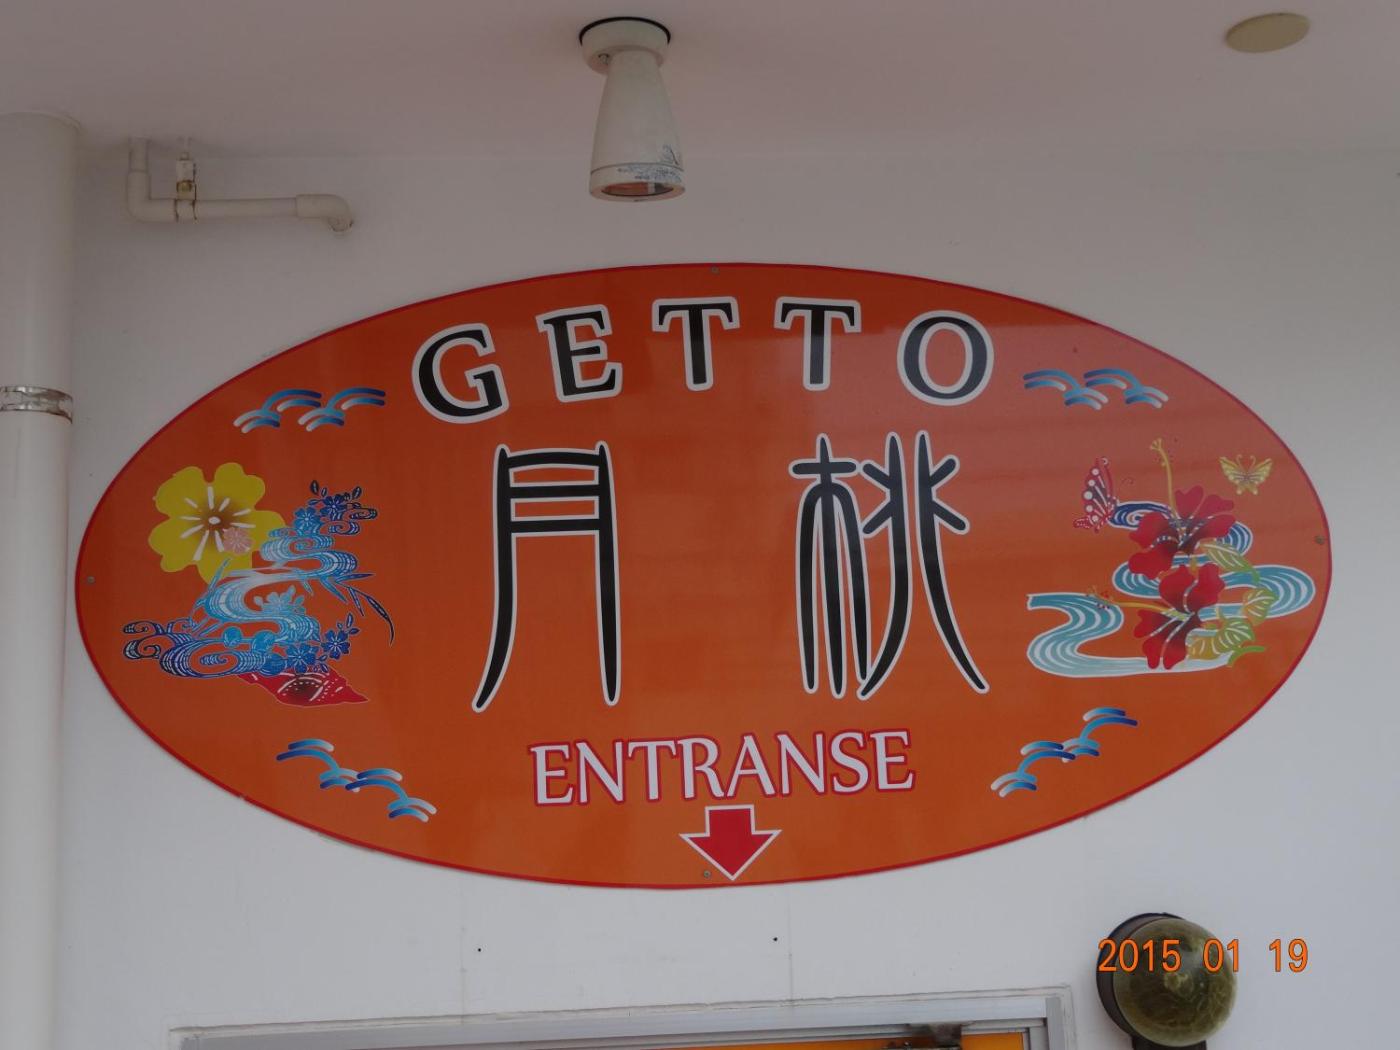 GETTO
月桃
ENTRANSE
2015 01 19